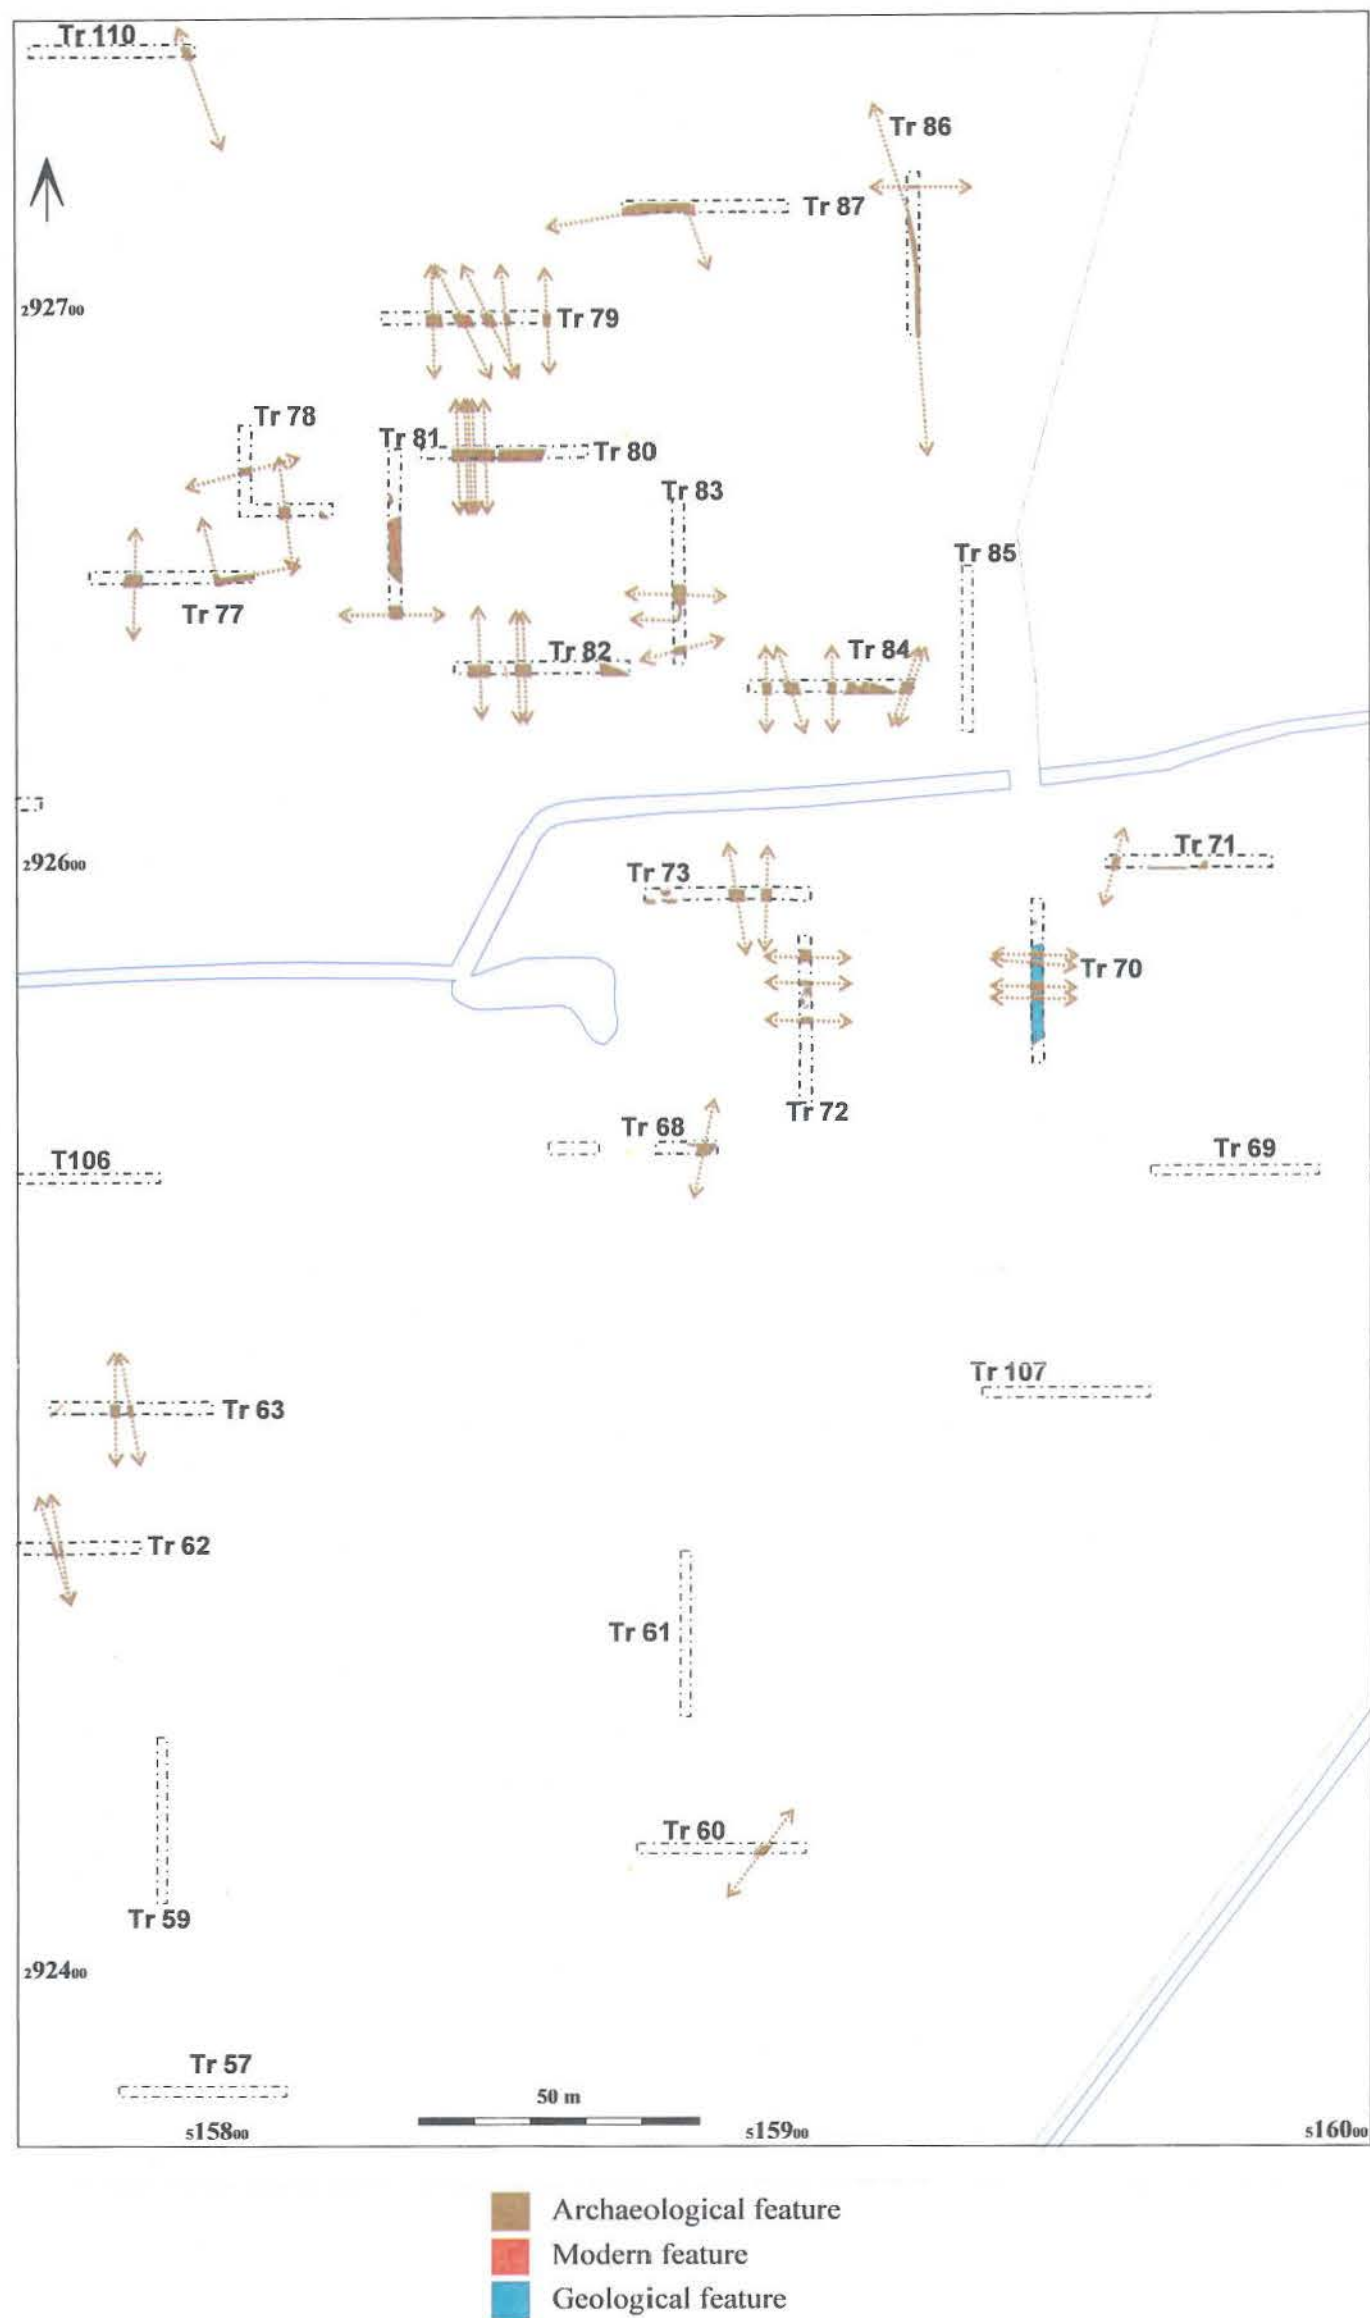 Tr 110
Tr 86
Tr 87
292700
Tr 79
Tr 78
Tr 81
Tr 80
Tr 83
Tr 85
Tr 77
Tr 82
Tr 84
292600
Tr 71
Tr 73
Tr 70
Tr 72
Tr 68
T106
Tr 69
Tr 107
Tr 63
Tr 62
Tr 61
Tr 60
Tr 59
292400
Tr 57
50 m
515800
515900
516000
Archaeological feature
Modern feature
Geological feature